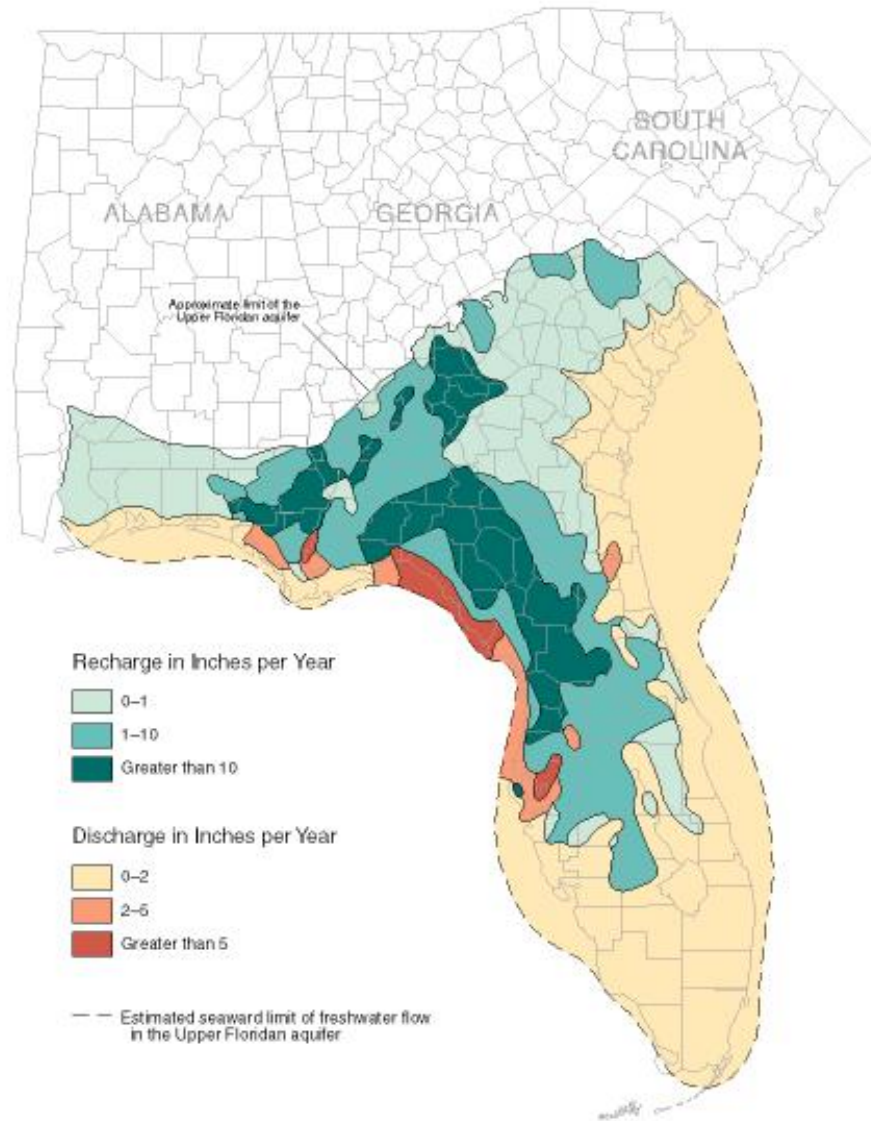 SOUTH
CAROLINA
ALABAMA
GEORGIA
Approximate limit of the
Upper Floridan aquifer
Recharge in Inches per Year
0–1
1–10
Greater than 10
Discharge in Inches per Year
0–2
2–5
Greater than 5
Estimated seaward limit of freshwater flow
in the Upper Floridan aquifer